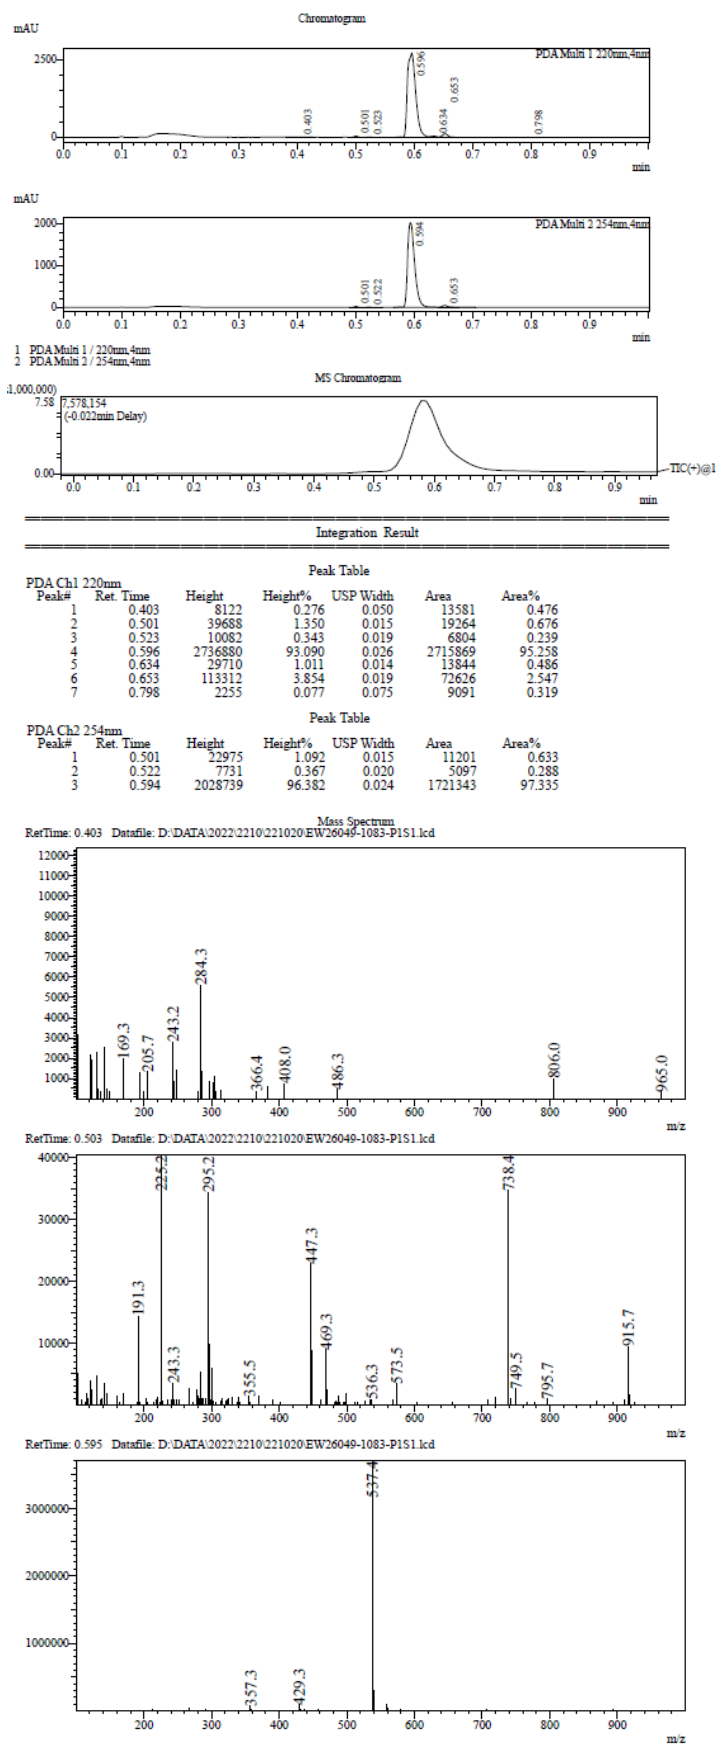 Chromatogram
mAU
PDA Multi 1 220nm,4nm
2500
0
0.403
0.501
0.523
0.596
0.634
0.653
0.798
0.0 0.1 0.2 0.3 0.4 0.5 0.6 0.7 0.8 0.9
min
mAU
PDA Multi 2 254nm,4nm
2000
1000
0
0.501
0.522
0.594
0.653
0.0 0.1 0.2 0.3 0.4 0.5 0.6 0.7 0.8 0.9
min
1 PDA Multi 1 / 220nm,4nm
2 PDA Multi 2 / 254nm,4nm
MS Chromatogram
1,000,000)
7.58 7,578,154
(-0.022min Delay)
0.00
TIC(+)@1
0.0 0.1 0.2 0.3 0.4 0.5 0.6 0.7 0.8 0.9
min
Integration Result
Peak Table
PDA Ch1 220nm
Peak# Ret. Time Height Height% USP Width Area Area%
1 0.403 8122 0.276 0.050 13581 0.476
2 0.501 39688 1.350 0.015 19264 0.676
3 0.523 10082 0.343 0.019 6804 0.239
4 0.596 2736880 93.090 0.026 2715869 95.258
5 0.634 29710 1.011 0.014 13844 0.486
6 0.653 113312 3.854 0.019 72626 2.547
7 0.798 2255 0.077 0.075 9091 0.319
Peak Table
PDA Ch2 254nm
Peak# Ret. Time Height Height% USP Width Area Area%
1 0.501 22975 1.092 0.015 11201 0.633
2 0.522 7731 0.367 0.020 5097 0.288
3 0.594 2028739 96.382 0.024 1721343 97.335
Mass Spectrum
RetTime: 0.403 Datafile: D:\DATA\2022\2210\221020\EW26049-1083-P1S1.lcd
12000
11000
10000
9000
8000
7000
6000
5000
4000
3000
2000
1000
169.3
205.7
243.2
284.3
366.4
408.0
486.3
806.0
965.0
200 300 400 500 600 700 800 900
m/z
RetTime: 0.503 Datafile: D:\DATA\2022\2210\221020\EW26049-1083-P1S1.lcd
40000
30000
20000
10000
191.3
225.2
243.3
295.2
355.5
447.3
469.3
536.3
573.5
738.4
749.5
795.7
915.7
200 300 400 500 600 700 800 900
m/z
RetTime: 0.595 Datafile: D:\DATA\2022\2210\221020\EW26049-1083-P1S1.lcd
3000000
2000000
1000000
357.3
429.3
537.4
200 300 400 500 600 700 800 900
m/z